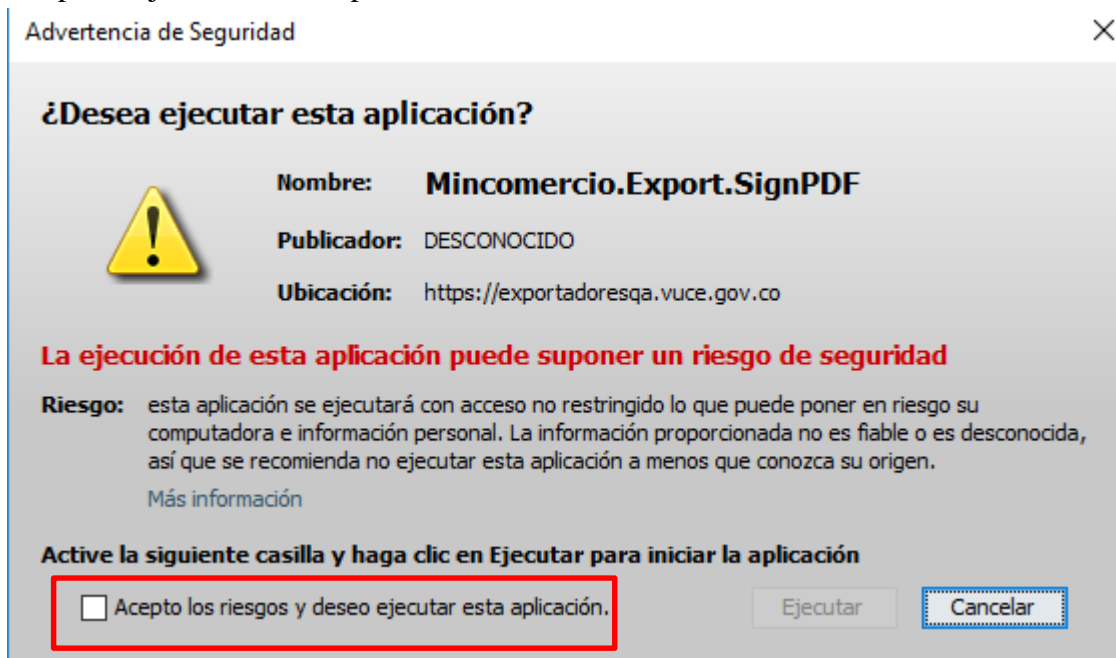 Advertencia de Seguridad
¿Desea ejecutar esta aplicación?
Nombre: Mincomercio.Export.SignPDF
Publicador: DESCONOCIDO
Ubicación: https://exportadoresqa.vuce.gov.co
La ejecución de esta aplicación puede suponer un riesgo de seguridad
Riesgo: esta aplicación se ejecutará con acceso no restringido lo que puede poner en riesgo su
computadora e información personal. La información proporcionada no es fiable o es desconocida,
así que se recomienda no ejecutar esta aplicación a menos que conozca su origen.
Más información
Active la siguiente casilla y haga clic en Ejecutar para iniciar la aplicación
Acepto los riesgos y deseo ejecutar esta aplicación. Ejecutar Cancelar